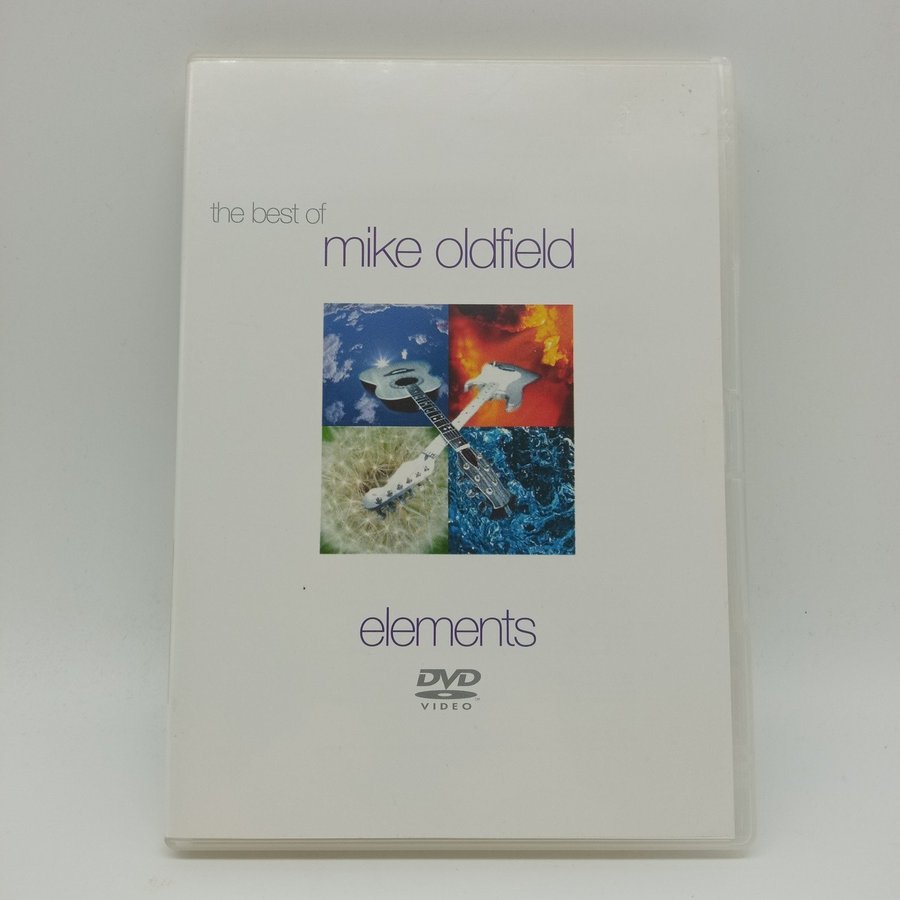 the best of
mike oldfield
elements
DVD
VIDEO